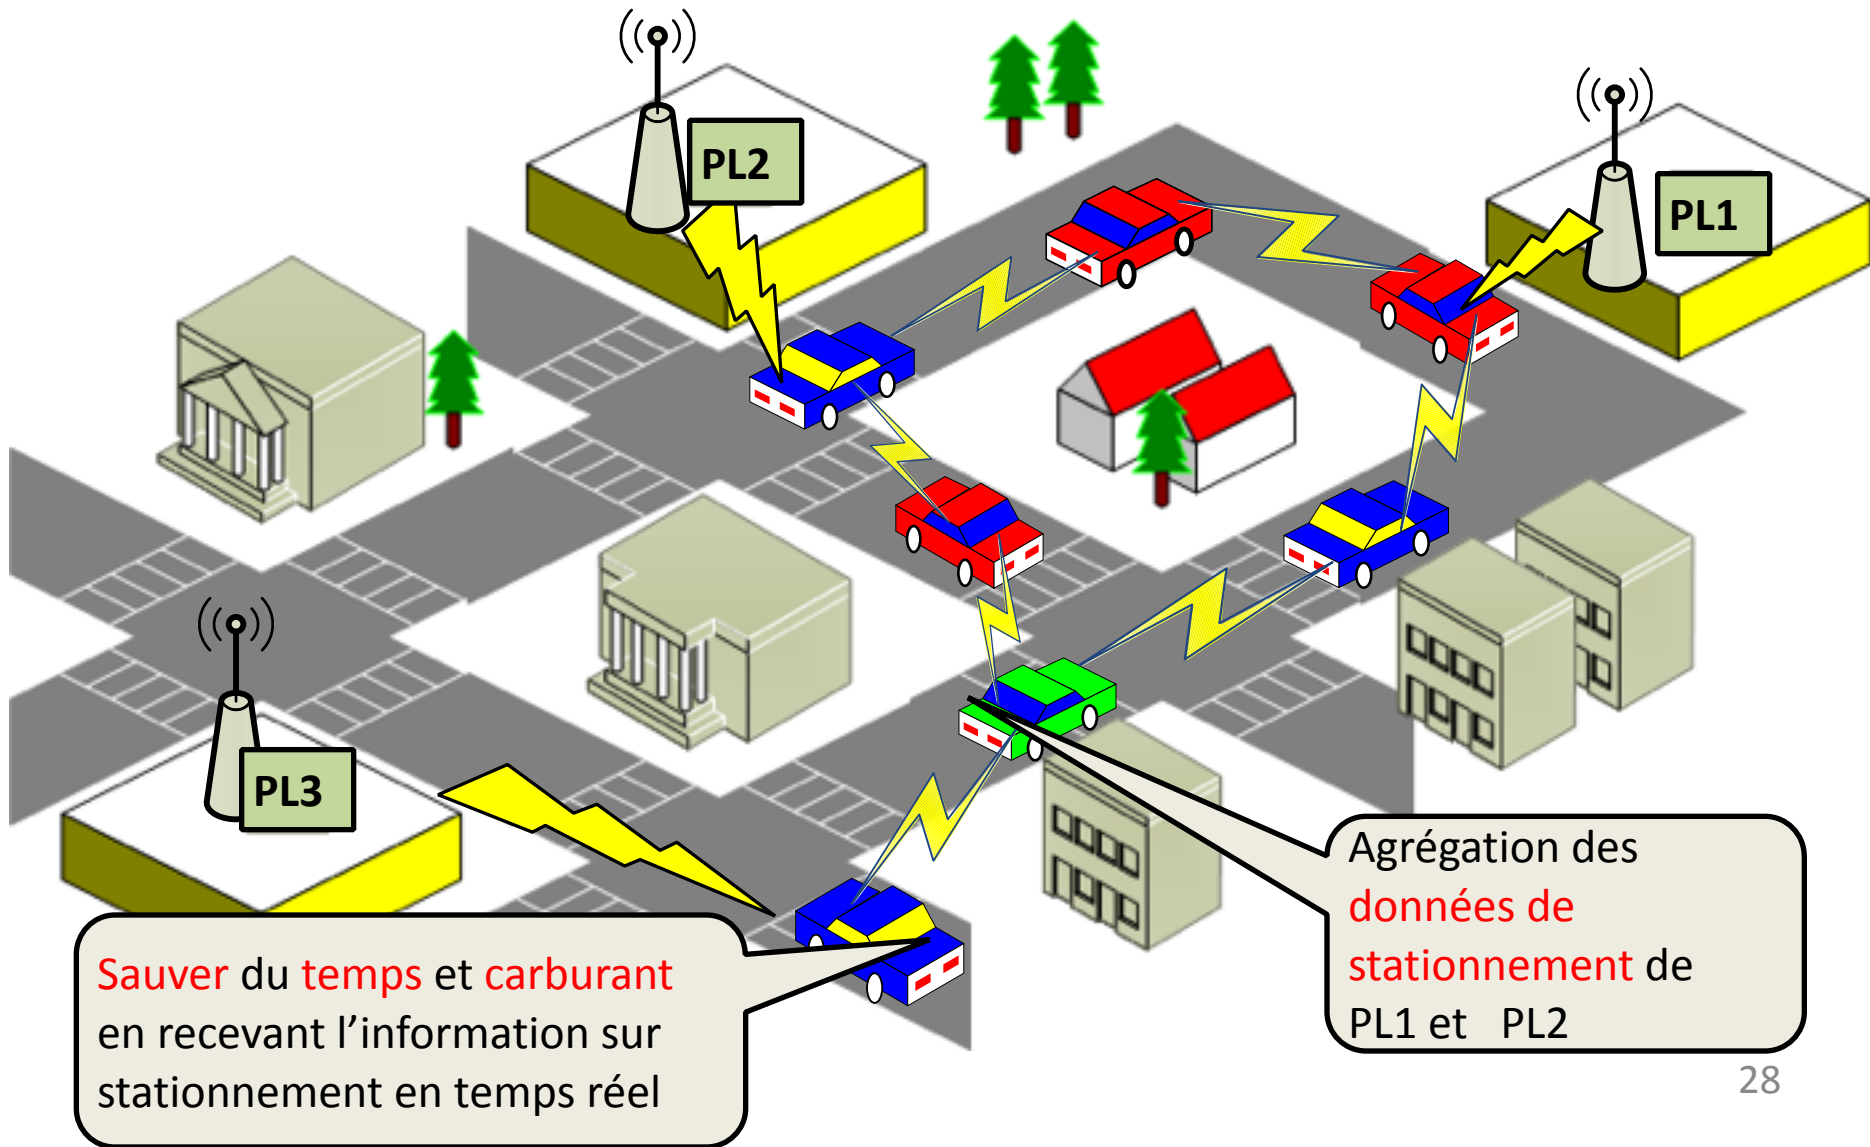 PL2
PL1
PL3
Agrégation des
données de
stationnement de
PL1 et PL2
Sauver du temps et carburant
en recevant l’information sur
stationnement en temps réel
28